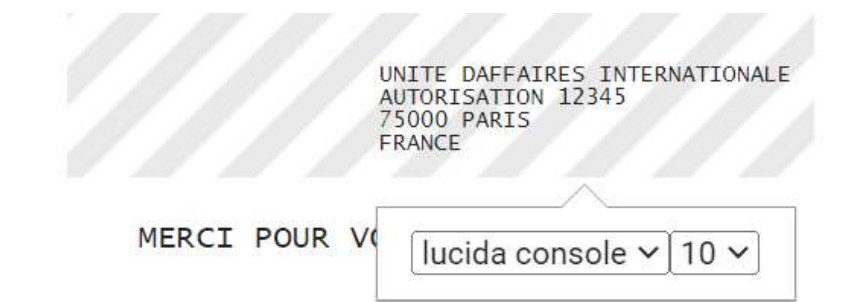 UNITE DAFFAIRES INTERNATIONALE
AUTORISATION 12345
75000 PARIS
FRANCE
MERCI POUR
lucida console 10